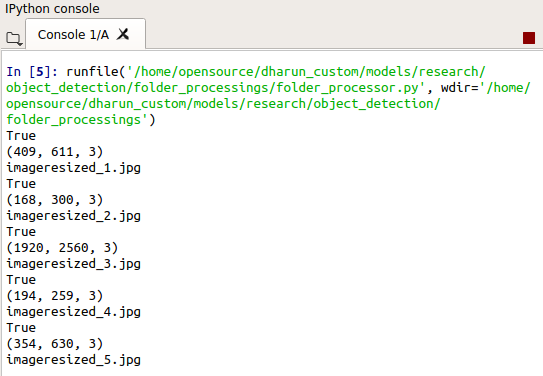 IPython console
Console 1/A
In [5]: runfile('/home/opensource/dharun_custom/models/research/
object_detection/folder_processings/folder_processor.py', wdir='/home/
opensource/dharun_custom/models/research/object_detection/
folder_processings')
True
(409, 611, 3)
imageresized_1.jpg
True
(168, 300, 3)
imageresized_2.jpg
True
(1920, 2560, 3)
imageresized_3.jpg
True
(194, 259, 3)
imageresized_4.jpg
True
(354, 630, 3)
imageresized_5.jpg